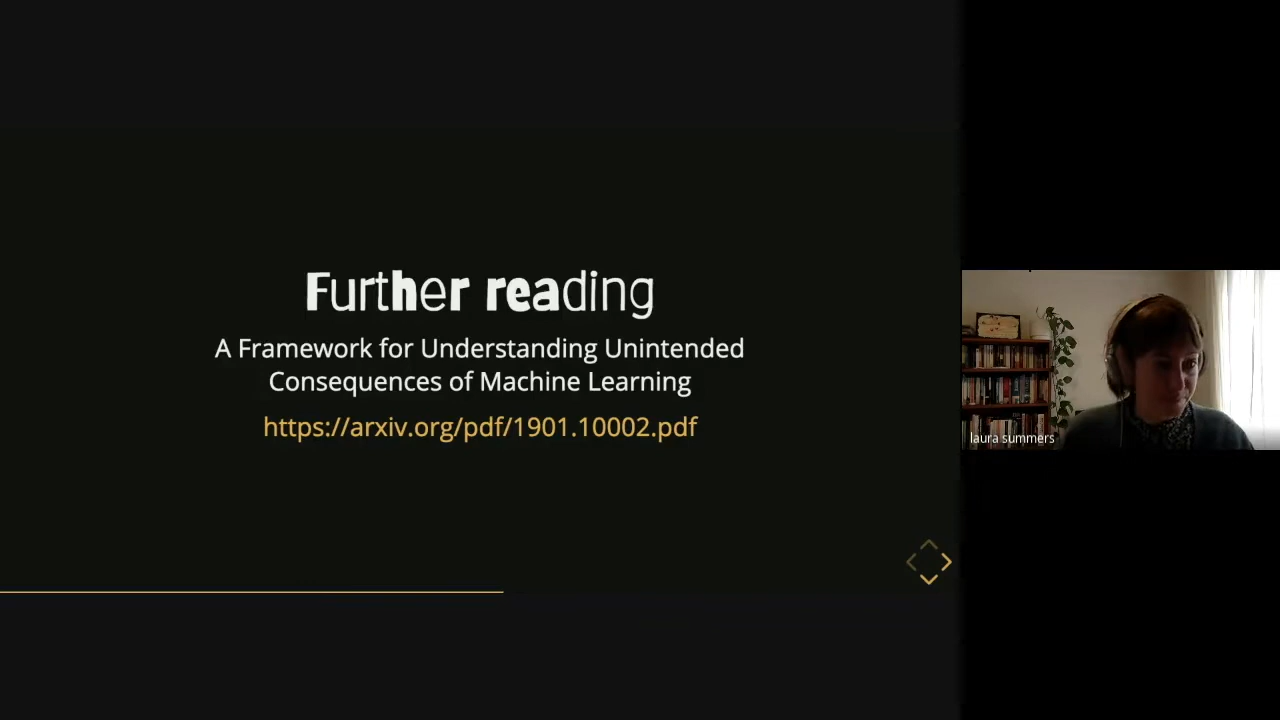 Further reading
A Framework for Understanding Unintended
Consequences of Machine Learning
https://arxiv.org/pdf/1901.10002.pdf
laura summers